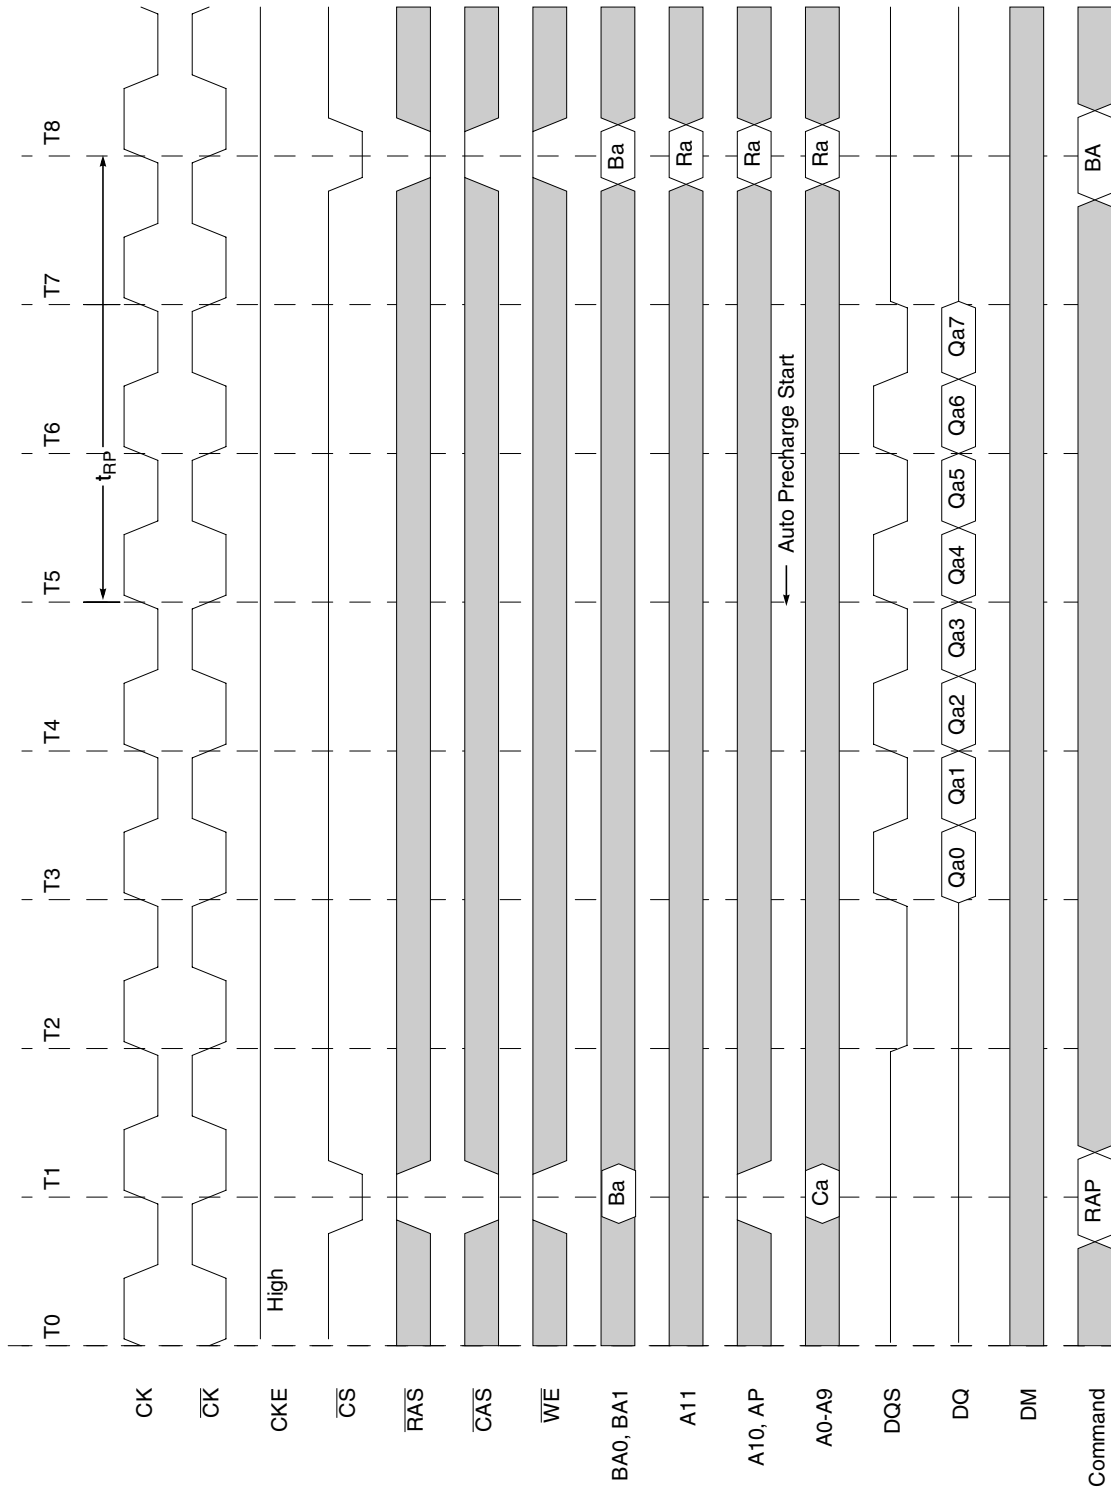 T0 T1 T2 T3 T4 T5 T6 T7 T8
tRP
CK
CK
CKE High
CS
RAS
CAS
WE
BA0, BA1 Ba Ba
A11 Ra
A10, AP Ra
Auto Precharge Start
A0-A9 Ca Ra
DQS
DQ Qa0 Qa1 Qa2 Qa3 Qa4 Qa5 Qa6 Qa7
DM
Command RAP BA